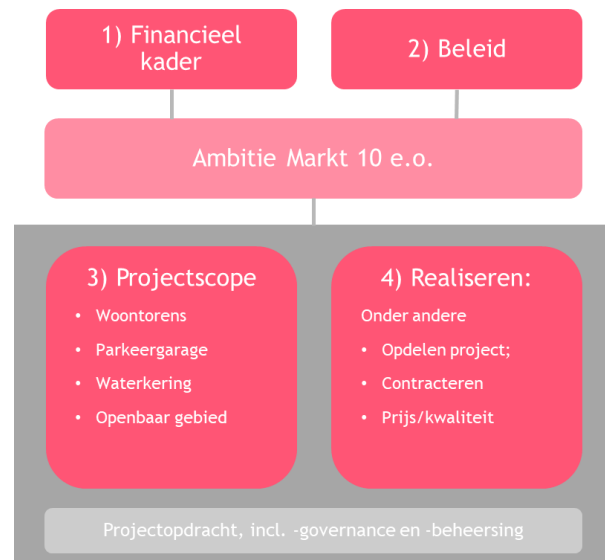 1) Financieel
kader
2) Beleid
Ambitie Markt 10 e.o.
3) Projectscope
• Woontorens
• Parkeergarage
• Waterkering
• Openbaar gebied
4) Realiseren:
Onder andere
• Opdelen project;
• Contracteren
• Prijs/kwaliteit
Projectopdracht, incl. -governance en -beheersing